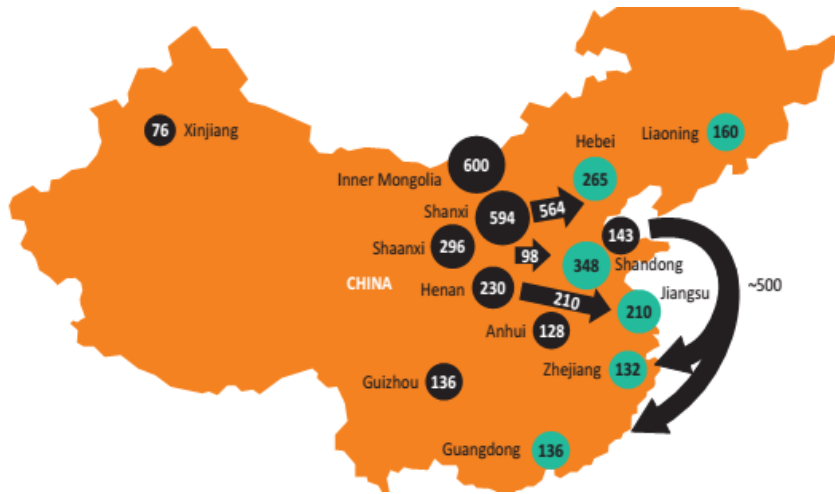 76 Xinjiang
Liaoning 160
Hebei
265
600
Inner Mongolia
Shanxi
594
564
Shaanxi 296
98
143
348
Shandong
CHINA
Henan 230
210
Jiangsu
210
~500
Anhui 128
Zhejiang 132
Guizhou 136
Guangdong 136